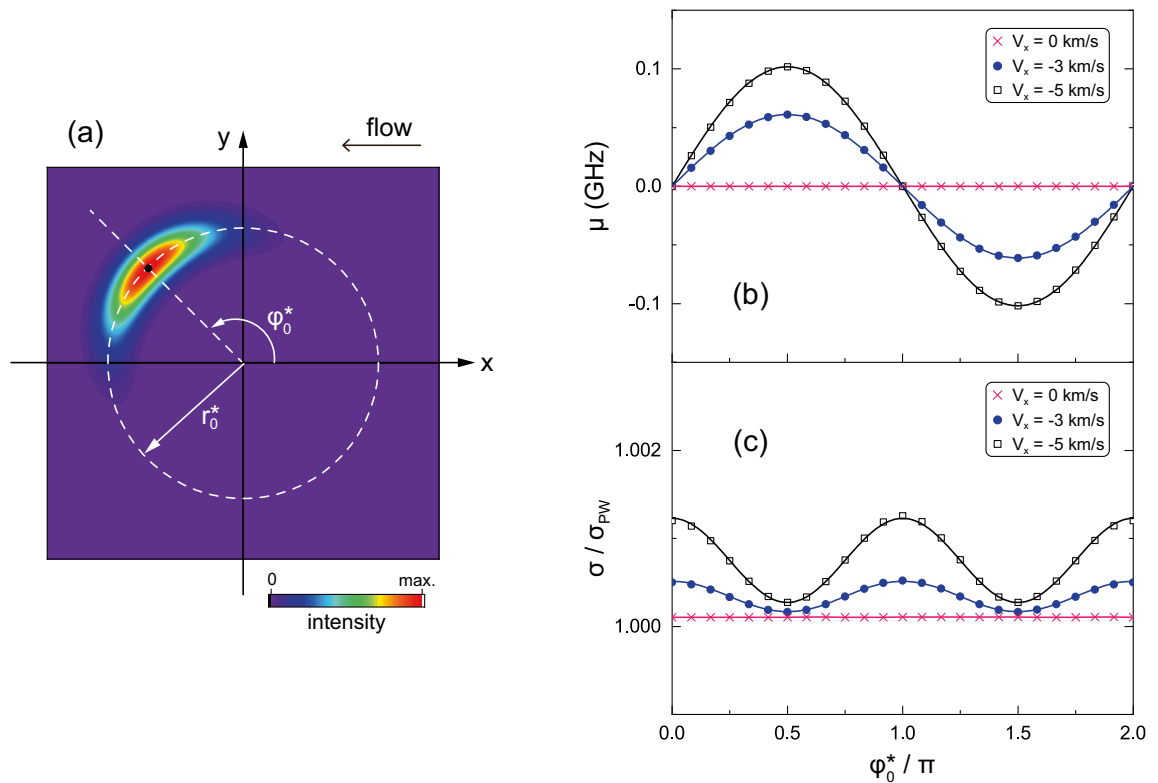 (a)
y
flow
φ₀*
x
r₀*
0
max.
intensity
μ (GHz)
0.1
0.0
-0.1
Vₓ = 0 km/s
Vₓ = -3 km/s
Vₓ = -5 km/s
(b)
σ / σ_PW
1.002
1.000
(c)
Vₓ = 0 km/s
Vₓ = -3 km/s
Vₓ = -5 km/s
0.0
0.5
1.0
1.5
2.0
φ₀* / π